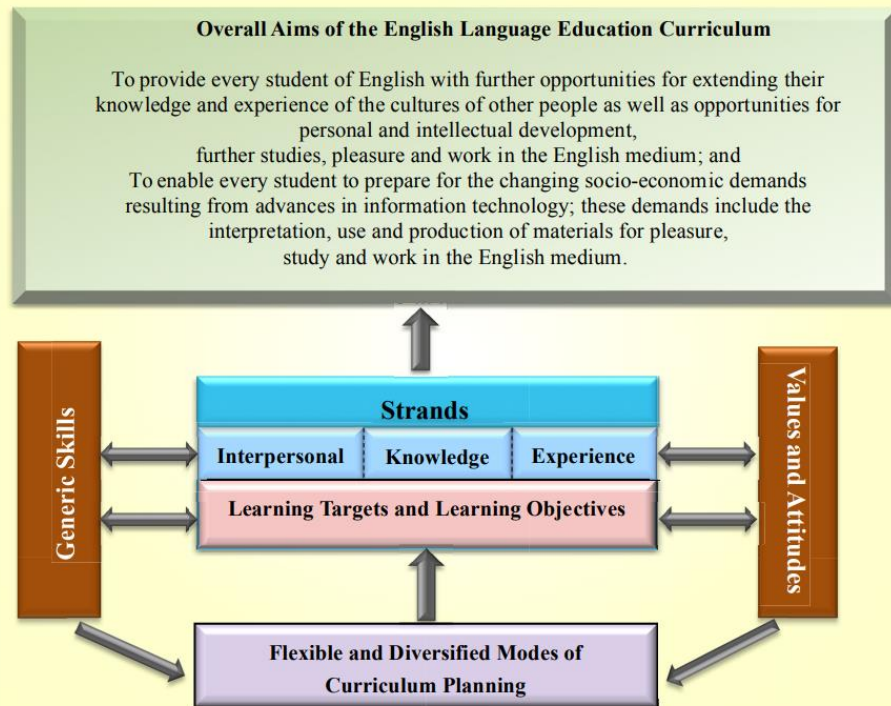 Overall Aims of the English Language Education Curriculum
To provide every student of English with further opportunities for extending their
knowledge and experience of the cultures of other people as well as opportunities for
personal and intellectual development,
further studies, pleasure and work in the English medium; and
To enable every student to prepare for the changing socio-economic demands
resulting from advances in information technology; these demands include the
interpretation, use and production of materials for pleasure,
study and work in the English medium.
Generic Skills
Strands
Interpersonal
Knowledge
Experience
Learning Targets and Learning Objectives
Values and Attitudes
Flexible and Diversified Modes of
Curriculum Planning